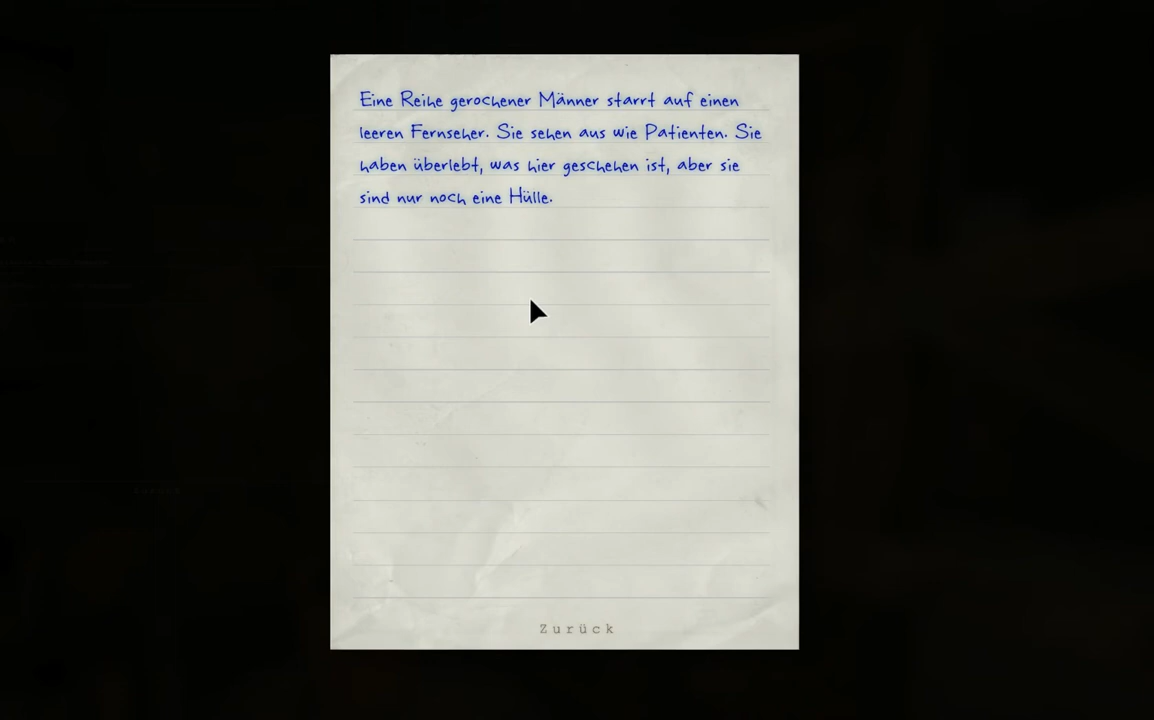 Eine Reihe gerochener Männer starrt auf einen
leeren Fernseher. Sie sehen aus wie Patienten. Sie
haben überlebt, was hier geschehen ist, aber sie
sind nur noch eine Hülle.
Zurück